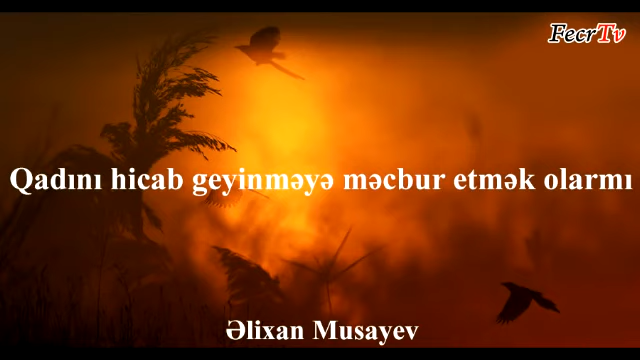 FecrTv
Qadını hicab geyinməyə məcbur etmək olarmı
Əlixan Musayev